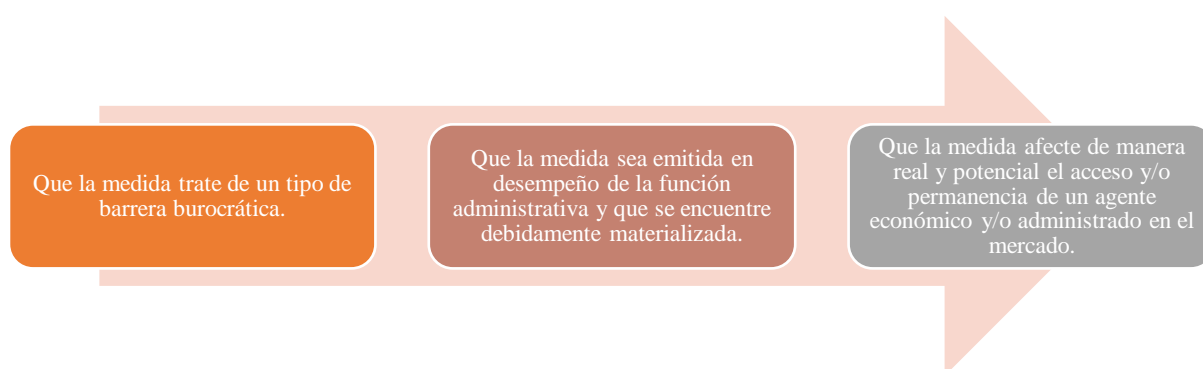 Que la medida trate de un tipo de
barrera burocrática.
Que la medida sea emitida en
desempeño de la función
administrativa y que se encuentre
debidamente materializada.
Que la medida afecte de manera
real y potencial el acceso y/o
permanencia de un agente
económico y/o administrado en el
mercado.